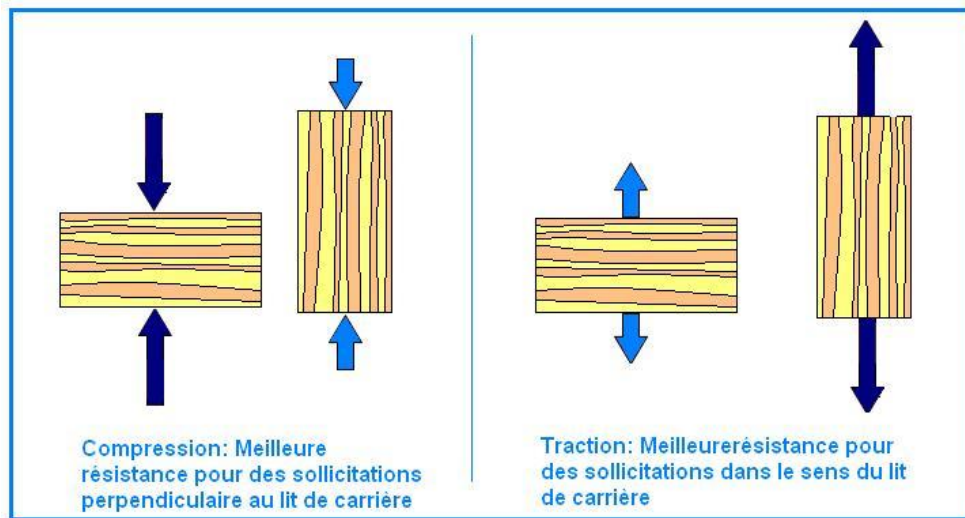 Compression: Meilleure
résistance pour des sollicitations
perpendiculaire au lit de carrière
Traction: Meilleurerésistance pour
des sollicitations dans le sens du lit
de carrière